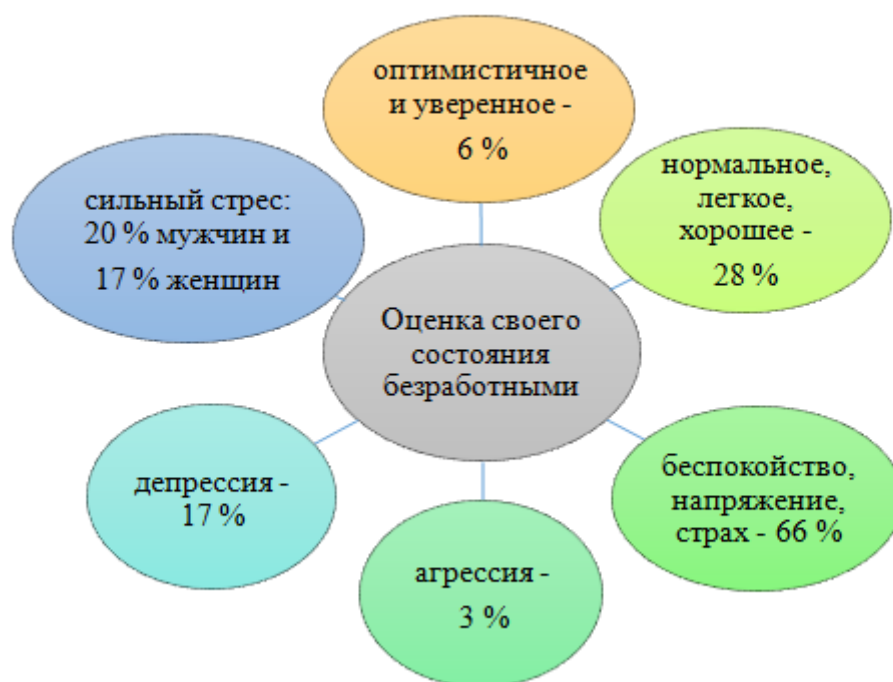 оптимистичное
и уверенное -
6 %
нормальное,
легкое,
хорошее -
28 %
сильный стрес:
20 % мужчин и
17 % женщин
Оценка своего
состояния
безработными
беспокойство,
напряжение,
страх - 66 %
депрессия -
17 %
агрессия -
3 %